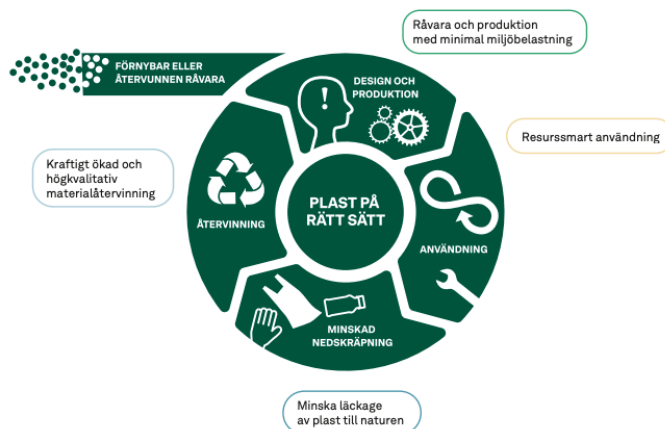 Råvara och produktion
med minimal miljöbelastning
FÖRNYBAR ELLER
ÅTERVUNNEN RÅVARA
!
DESIGN OCH
PRODUKTION
Resurssmart användning
Kraftigt ökad och
högkvalitativ
materialåtervinning
PLAST PÅ
RÄTT SÄTT
ÅTERVINNING
ANVÄNDNING
MINSKAD
NEDSKRÄPNING
Minska läckage
av plast till naturen